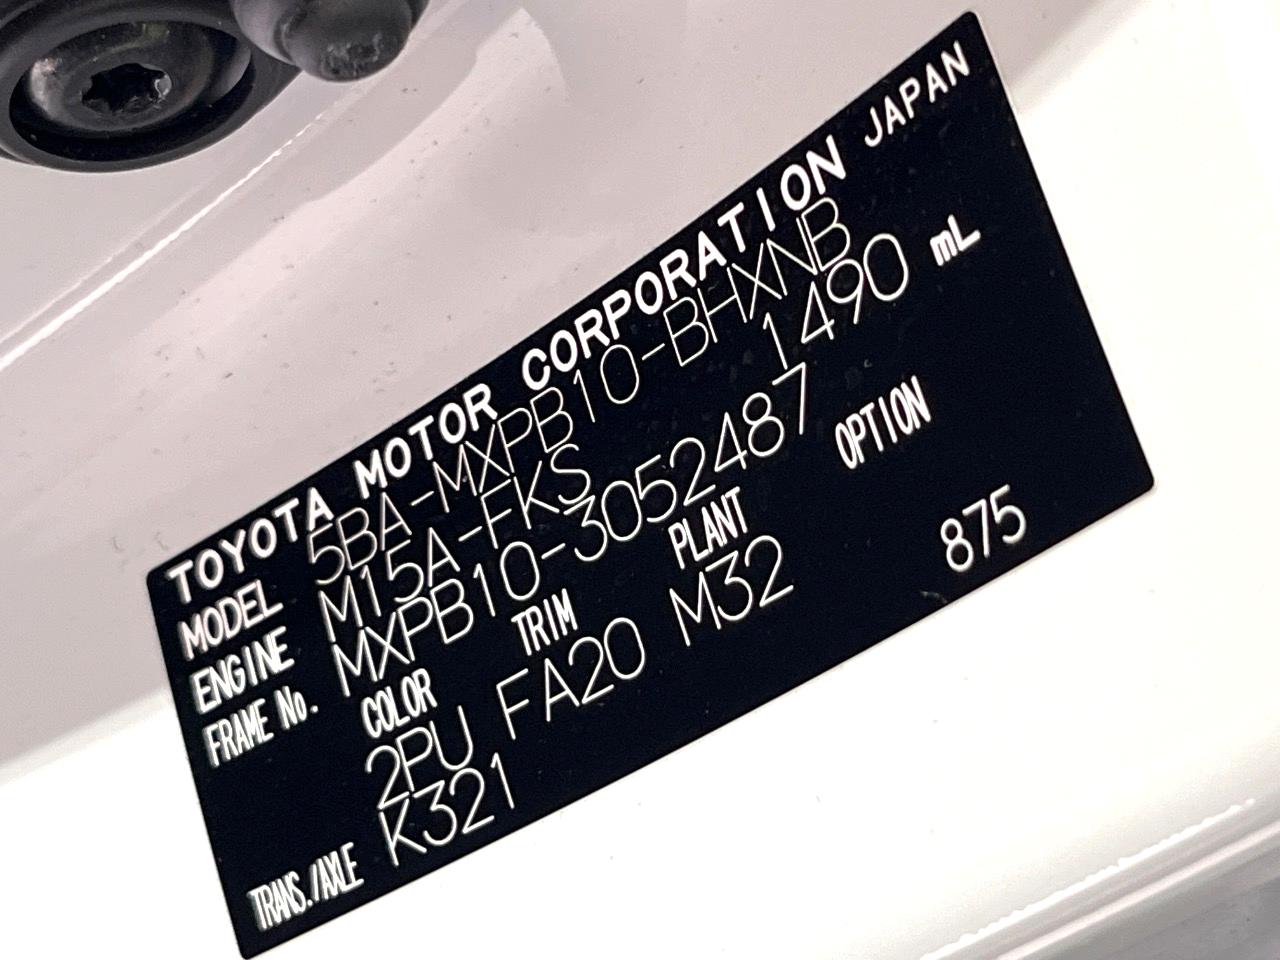 TOYOTA MOTOR CORPORATION JAPAN
MODEL 5BA-MXPB10-BHXNB
ENGINE M15A-FKS 1490 mL
FRAME No. MXPB10-3052487
COLOR TRIM PLANT OPTION
2PU FA20 M32 875
TRANS./AXLE K321